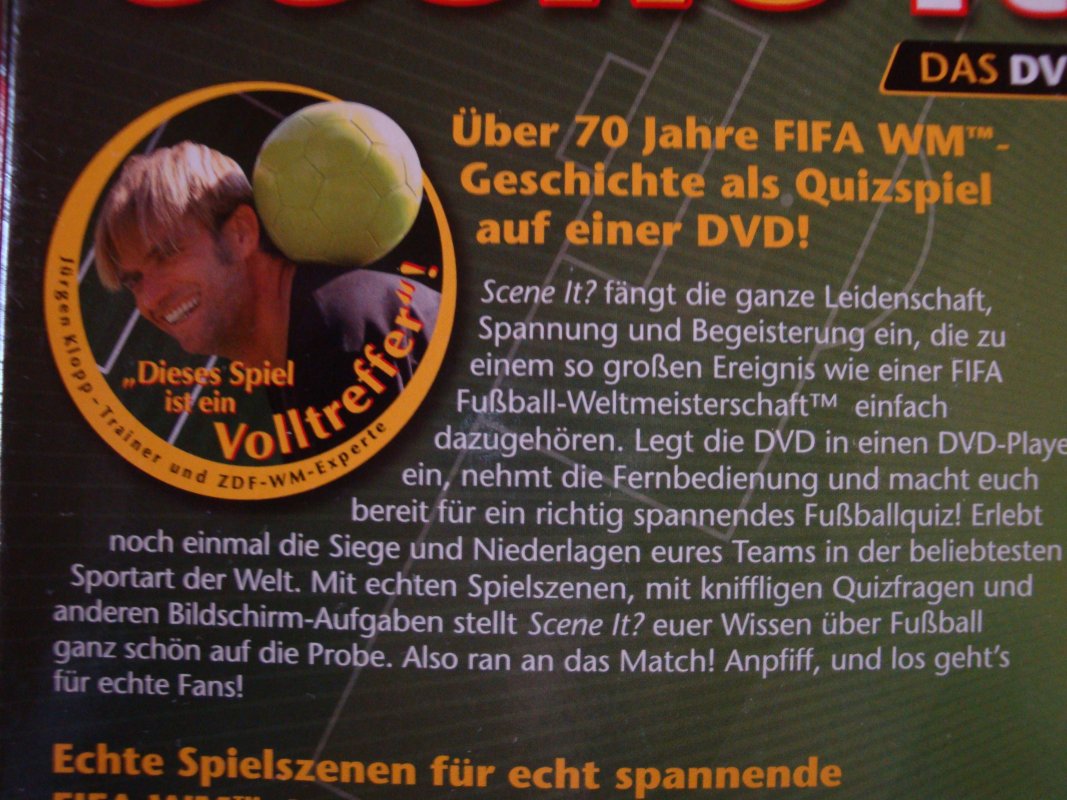 DAS DV
Über 70 Jahre FIFA WM™-
Geschichte als Quizspiel
auf einer DVD!
„Dieses Spiel
ist ein
Volltreffer“!
Jürgen Klopp – Trainer und ZDF-WM-Experte
Scene It? fängt die ganze Leidenschaft,
Spannung und Begeisterung ein, die zu
einem so großen Ereignis wie einer FIFA
Fußball-Weltmeisterschaft™ einfach
dazugehören. Legt die DVD in einen DVD-Playe
ein, nehmt die Fernbedienung und macht euch
bereit für ein richtig spannendes Fußballquiz! Erlebt
noch einmal die Siege und Niederlagen eures Teams in der beliebtesten
Sportart der Welt. Mit echten Spielszenen, mit kniffligen Quizfragen und
anderen Bildschirm-Aufgaben stellt Scene It? euer Wissen über Fußball
ganz schön auf die Probe. Also ran an das Match! Anpfiff, und los geht’s
für echte Fans!
Echte Spielszenen für echt spannende
FIFA WM™